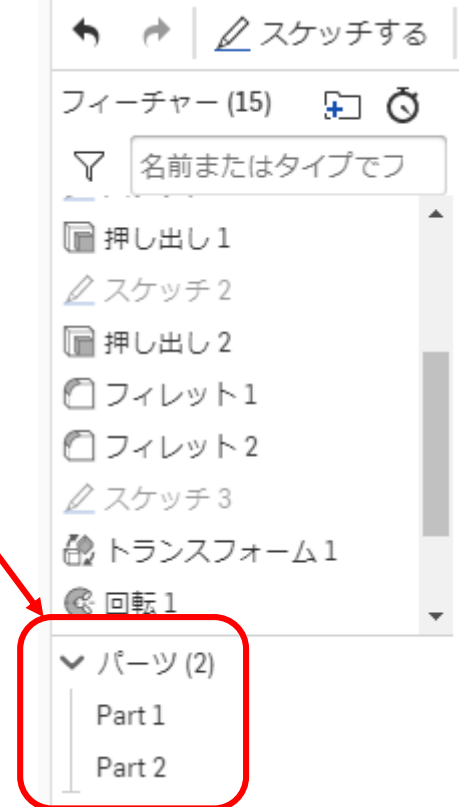 スケッチする
フィーチャー (15)
名前またはタイプでフ
押し出し 1
スケッチ 2
押し出し 2
フィレット 1
フィレット 2
スケッチ 3
トランスフォーム 1
回転 1
パーツ (2)
Part 1
Part 2